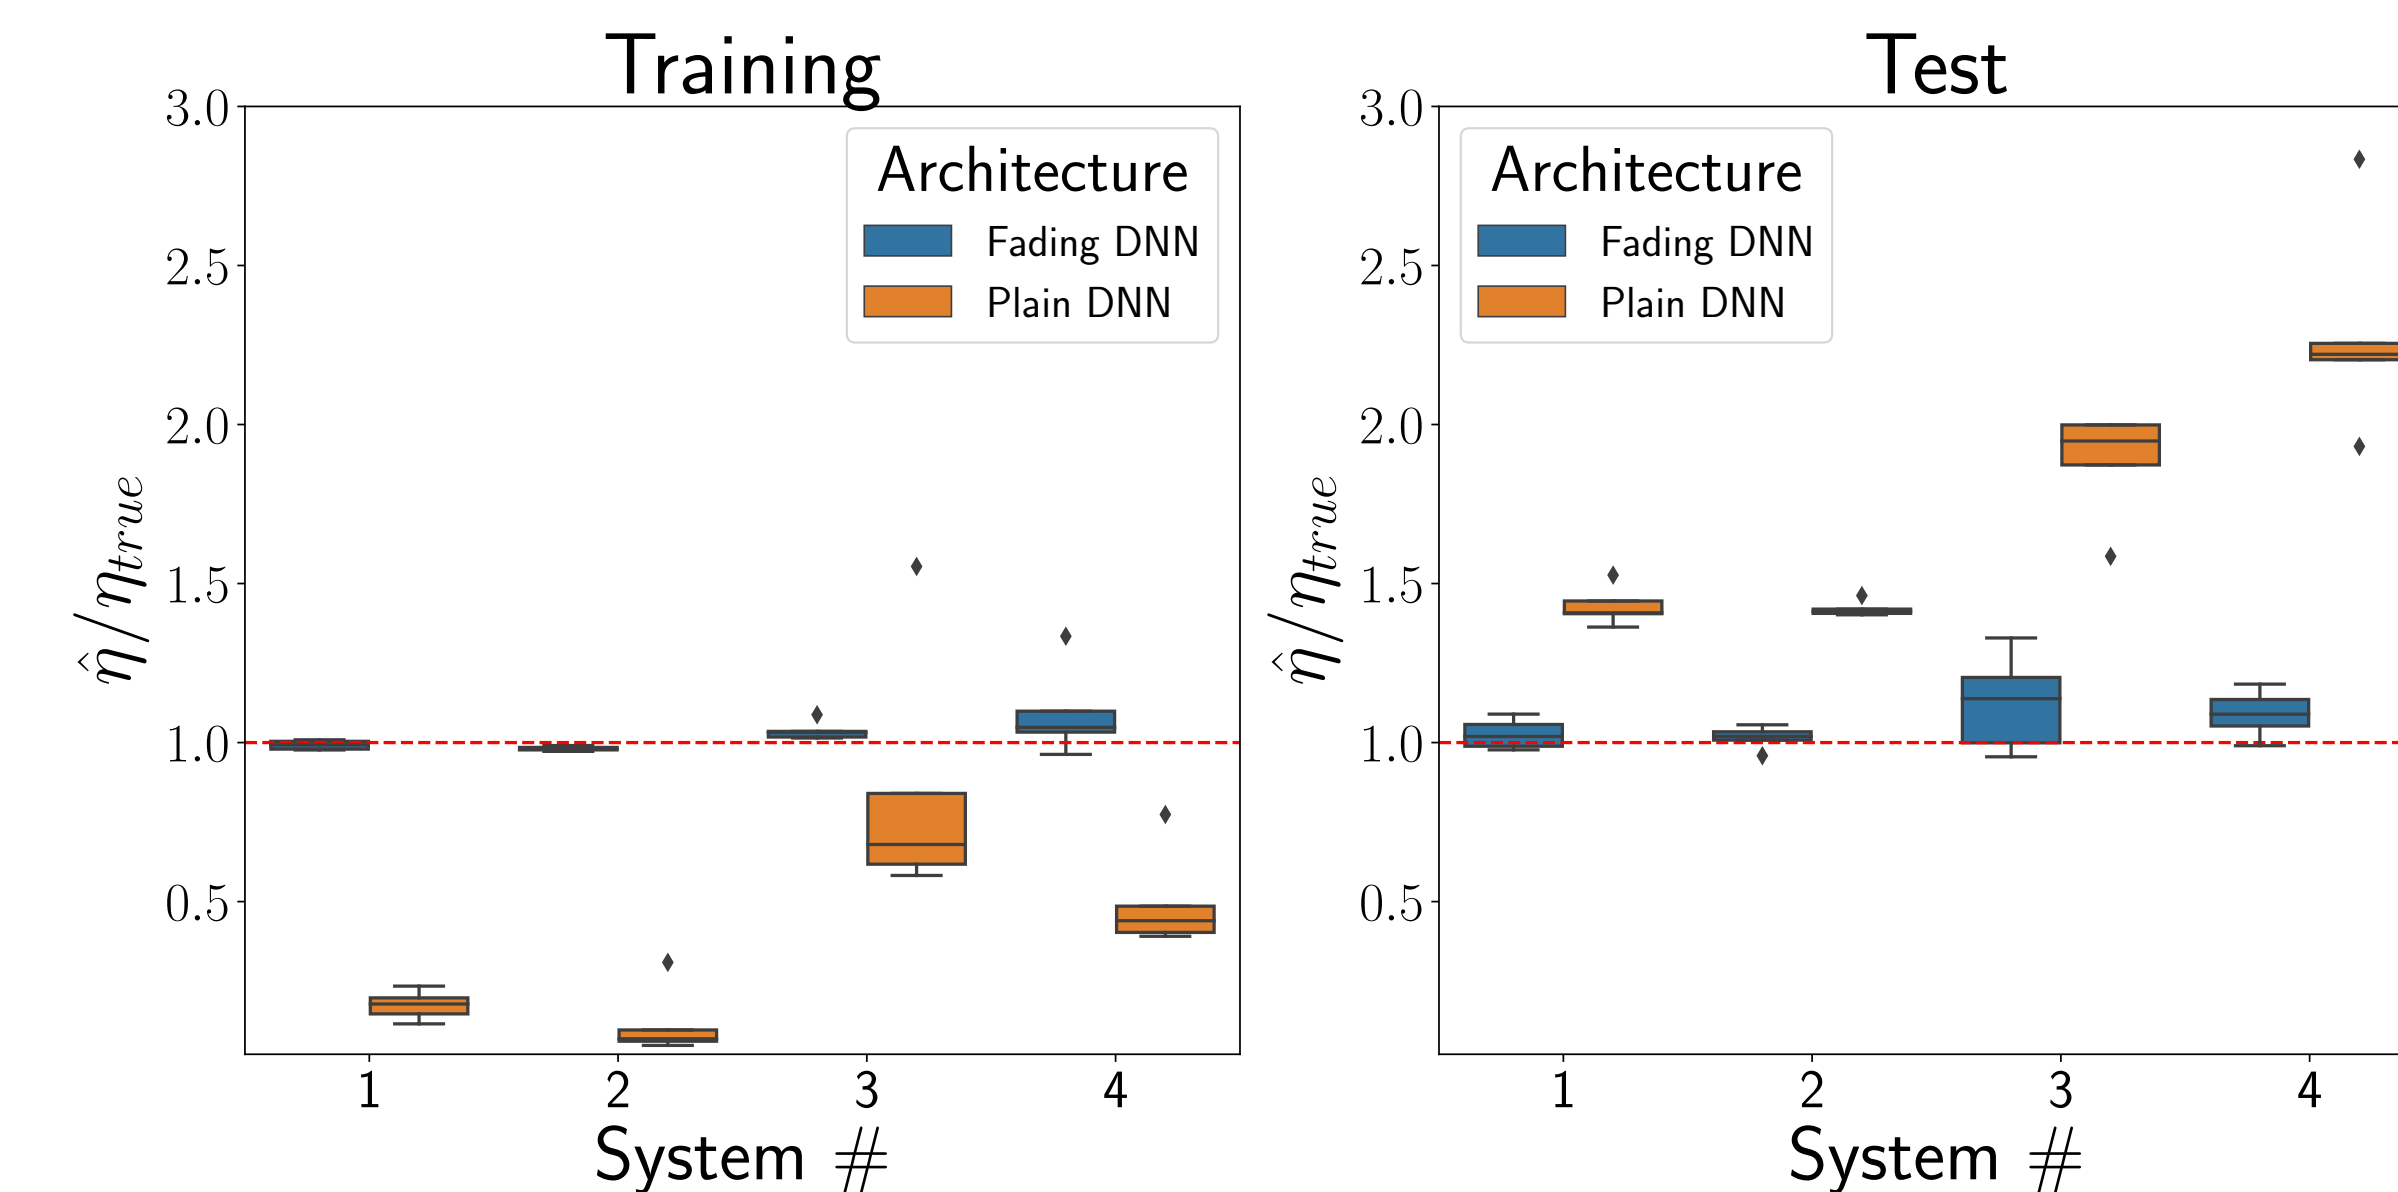 Training
3.0
2.5
2.0
1.5
1.0
0.5
η̂/ηtrue
Architecture
Fading DNN
Plain DNN
1 2 3 4
System #
Test
3.0
2.5
2.0
1.5
1.0
0.5
η̂/ηtrue
Architecture
Fading DNN
Plain DNN
1 2 3 4
System #